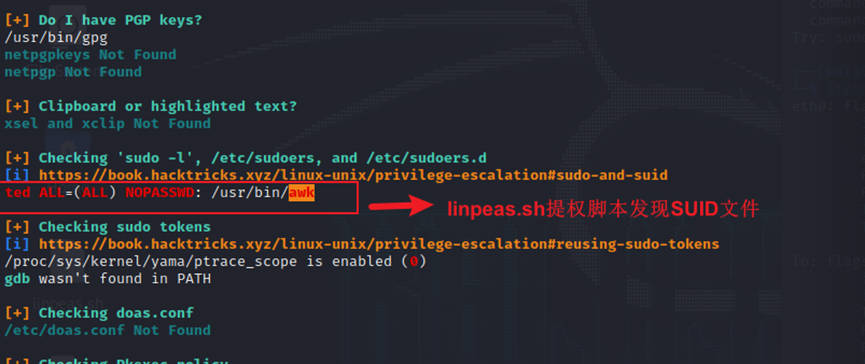 [+] Do I have PGP keys?
/usr/bin/gpg
netpgpkeys Not Found
netpgp Not Found
[+] Clipboard or highlighted text?
xsel and xclip Not Found
[+] Checking 'sudo -l', /etc/sudoers, and /etc/sudoers.d
[i] https://book.hacktricks.xyz/linux-unix/privilege-escalation#sudo-and-suid
ted ALL=(ALL) NOPASSWD: /usr/bin/awk
linpeas.sh提权脚本发现SUID文件
[+] Checking sudo tokens
[i] https://book.hacktricks.xyz/linux-unix/privilege-escalation#reusing-sudo-tokens
/proc/sys/kernel/yama/ptrace_scope is enabled (0)
gdb wasn't found in PATH
linpeas.sh
[+] Checking doas.conf
/etc/doas.conf Not Found
[+] Checking Pkexec policy